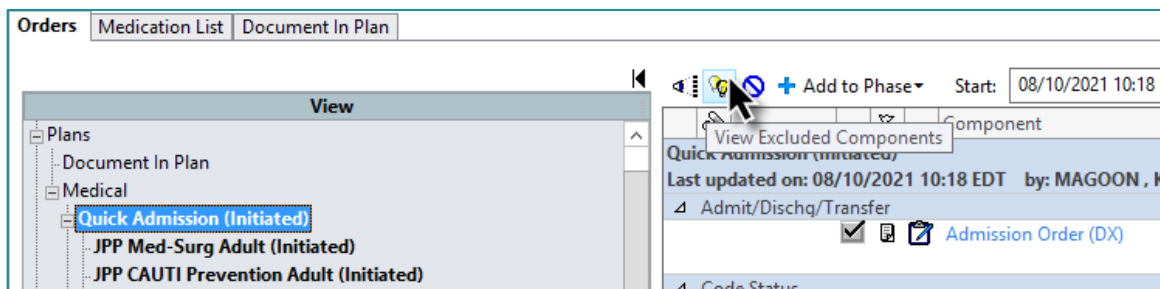 Orders Medication List Document In Plan
Add to Phase Start: 08/10/2021 10:18
View
Component
Plans
View Excluded Components
Document In Plan
Quick Admission (Initiated)
Last updated on: 08/10/2021 10:18 EDT by: MAGOON , K
Medical
Admit/Dischg/Transfer
Quick Admission (Initiated)
Admission Order (DX)
JPP Med-Surg Adult (Initiated)
JPP CAUTI Prevention Adult (Initiated)
Code Status